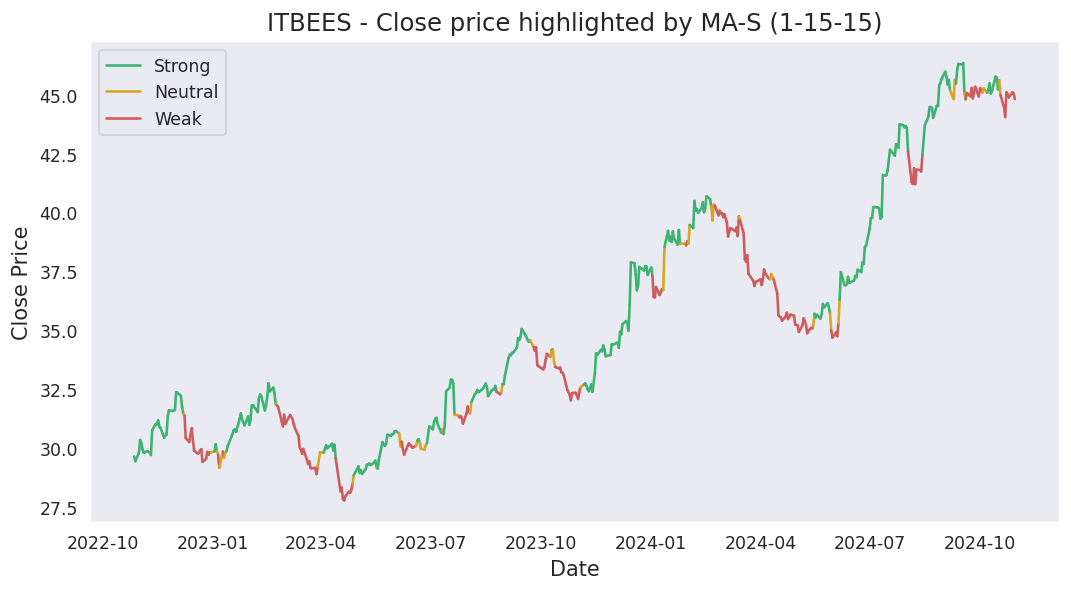 ITBEES - Close price highlighted by MA-S (1-15-15)
Strong
Neutral
Weak
Close Price
45.0
42.5
40.0
37.5
35.0
32.5
30.0
27.5
2022-10 2023-01 2023-04 2023-07 2023-10 2024-01 2024-04 2024-07 2024-10
Date